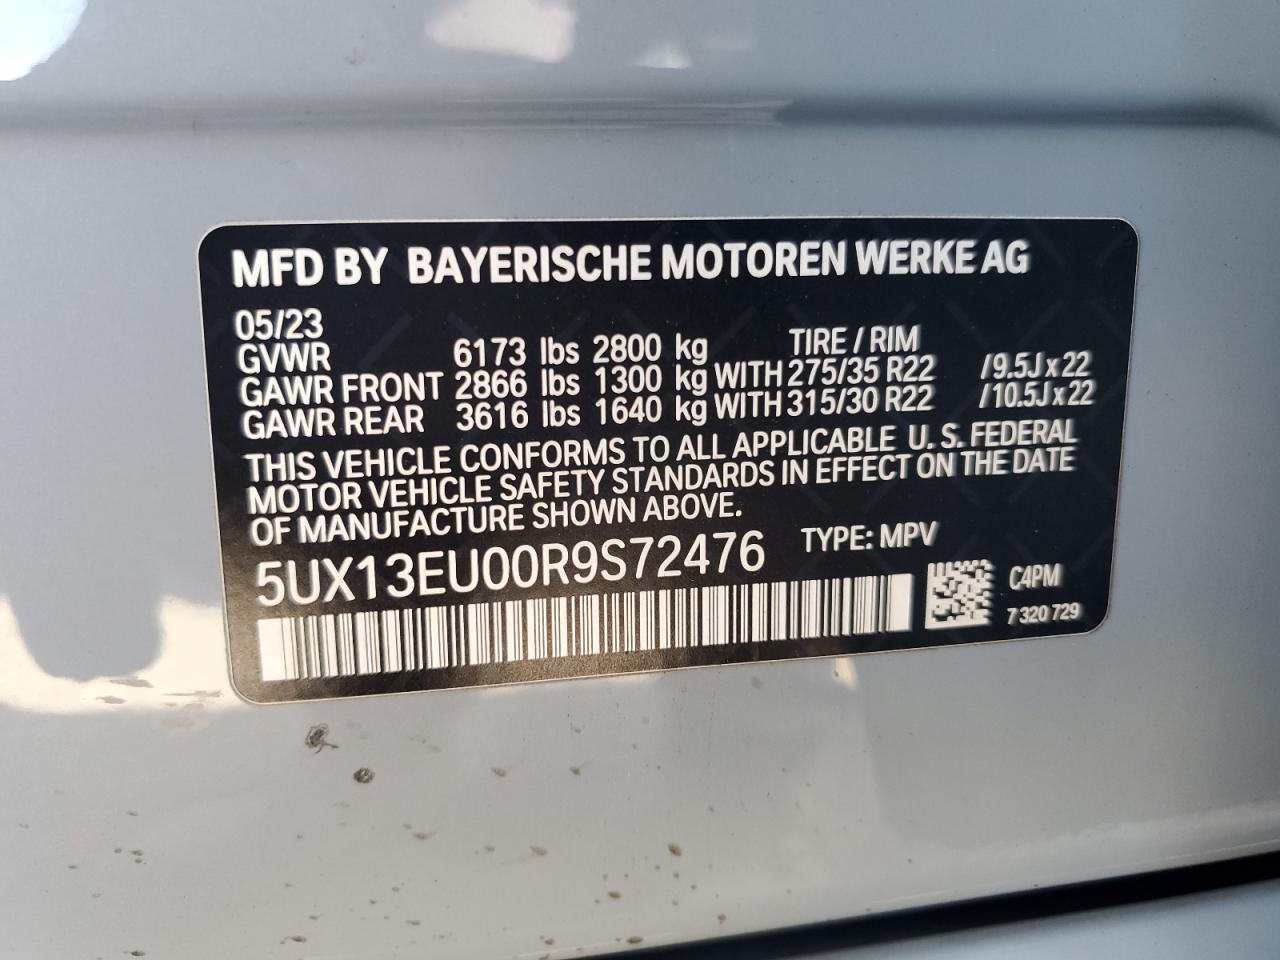 MFD BY BAYERISCHE MOTOREN WERKE AG
05/23
GVWR 6173 lbs 2800 kg TIRE / RIM
GAWR FRONT 2866 lbs 1300 kg WITH 275/35 R22 /9.5J x 22
GAWR REAR 3616 lbs 1640 kg WITH 315/30 R22 /10.5J x 22
THIS VEHICLE CONFORMS TO ALL APPLICABLE U. S. FEDERAL
MOTOR VEHICLE SAFETY STANDARDS IN EFFECT ON THE DATE
OF MANUFACTURE SHOWN ABOVE.
5UX13EU00R9S72476 TYPE: MPV
C4PM
7 320 729